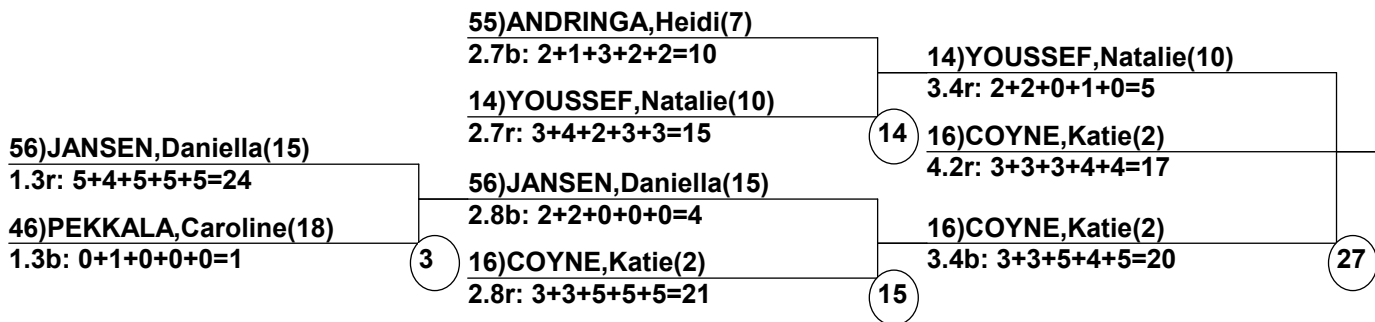 55)ANDRINGA,Heidi(7)
2.7b: 2+1+3+2+2=10
14)YOUSSEF,Natalie(10)
3.4r: 2+2+0+1+0=5
14)YOUSSEF,Natalie(10)
2.7r: 3+4+2+3+3=15
14
16)COYNE,Katie(2)
4.2r: 3+3+3+4+4=17
56)JANSEN,Daniella(15)
1.3r: 5+4+5+5+5=24
56)JANSEN,Daniella(15)
2.8b: 2+2+0+0+0=4
46)PEKKALA,Caroline(18)
1.3b: 0+1+0+0+0=1
3
16)COYNE,Katie(2)
3.4b: 3+3+5+4+5=20
27
16)COYNE,Katie(2)
2.8r: 3+3+5+5+5=21
15